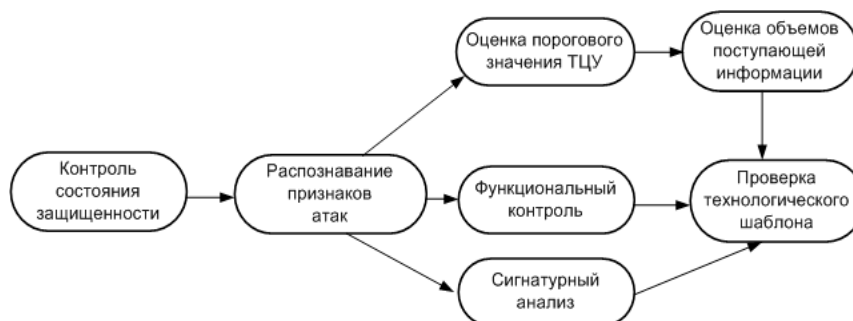 Контроль
состояния
защищенности
Распознавание
признаков
атак
Оценка порогового
значения ТЦУ
Оценка объемов
поступающей
информации
Функциональный
контроль
Проверка
технологического
шаблона
Сигнатурный
анализ